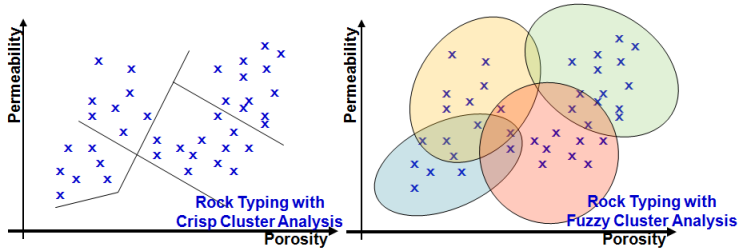 Permeability
Rock Typing with
Crisp Cluster Analysis
Porosity
Permeability
Rock Typing with
Fuzzy Cluster Analysis
Porosity